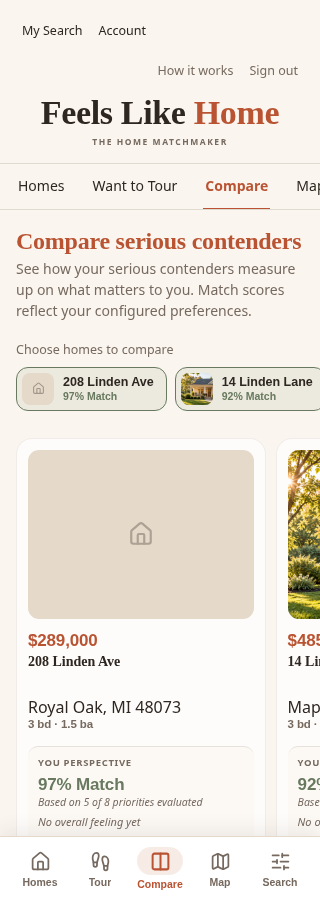 My Search Account
How it works Sign out
Feels Like Home
THE HOME MATCHMAKER
Homes Want to Tour Compare Map
Compare serious contenders
See how your serious contenders measure
up on what matters to you. Match scores
reflect your configured preferences.
Choose homes to compare
208 Linden Ave
97% Match
14 Linden Lane
92% Match
$289,000
208 Linden Ave
Royal Oak, MI 48073
3 bd · 1.5 ba
YOU PERSPECTIVE
97% Match
Based on 5 of 8 priorities evaluated
No overall feeling yet
$485
14 Li
Map
3 bd ·
YOU
92%
Base
No o
Homes Tour Compare Map Search